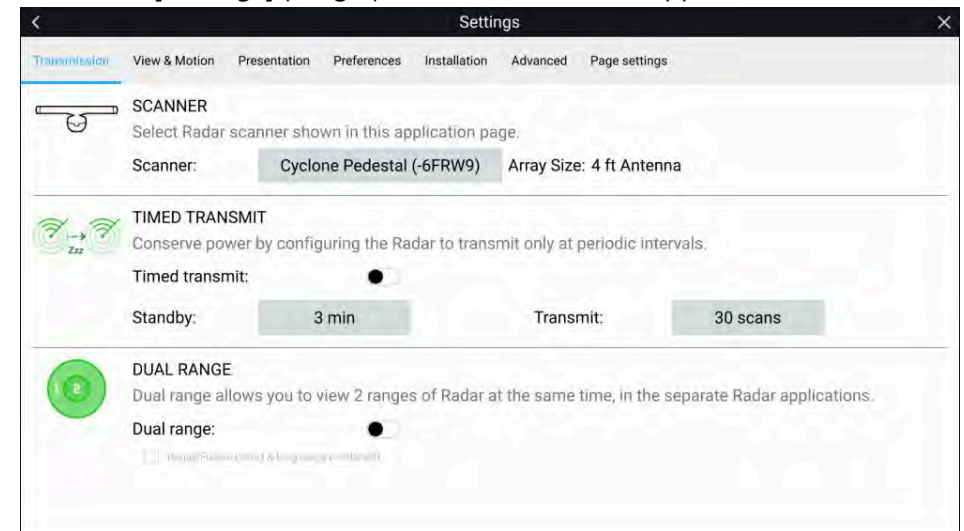 Settings
Transmission View & Motion Presentation Preferences Installation Advanced Page settings
SCANNER
Select Radar scanner shown in this application page.
Scanner: Cyclone Pedestal (-6FRW9) Array Size: 4 ft Antenna
TIMED TRANSMIT
Conserve power by configuring the Radar to transmit only at periodic intervals.
Zzz
Timed transmit:
Standby: 3 min Transmit: 30 scans
DUAL RANGE
1 2
Dual range allows you to view 2 ranges of Radar at the same time, in the separate Radar applications.
Dual range: